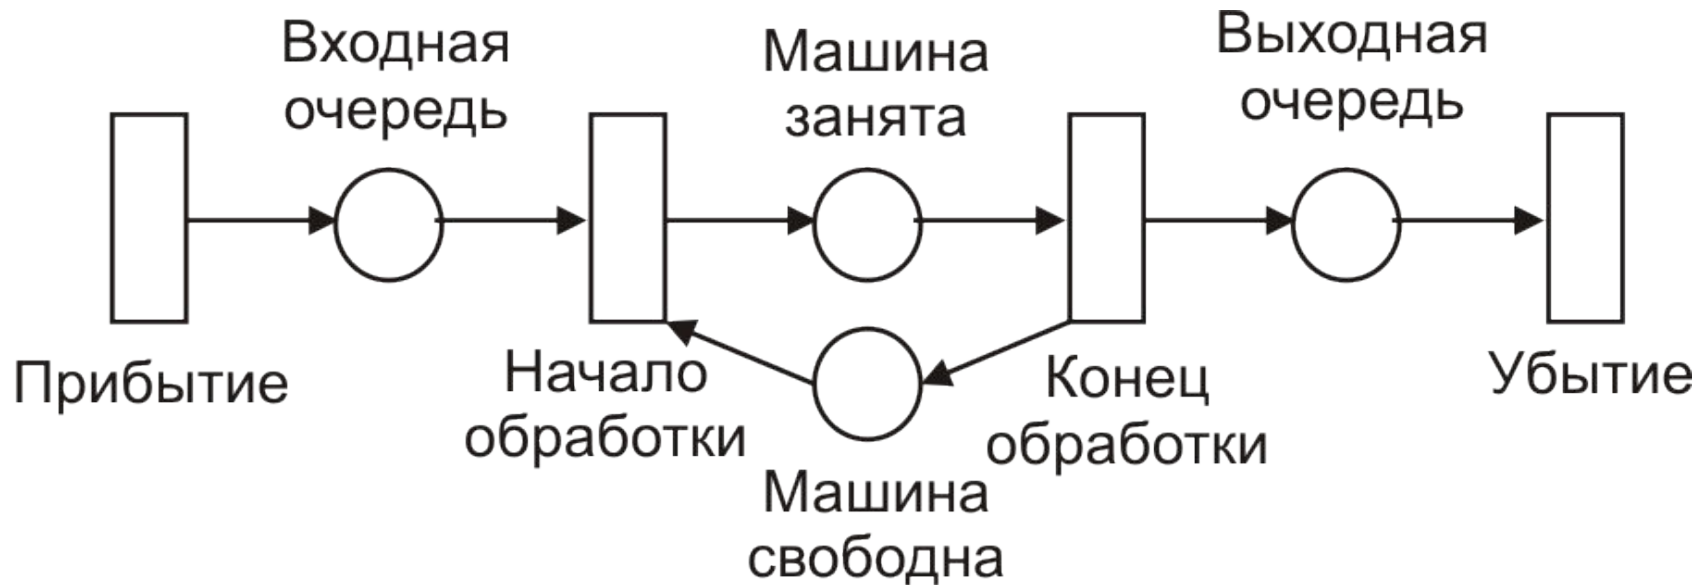 Входная
очередь
Машина
занята
Выходная
очередь
Прибытие
Начало
обработки
Машина
свободна
Конец
обработки
Убытие